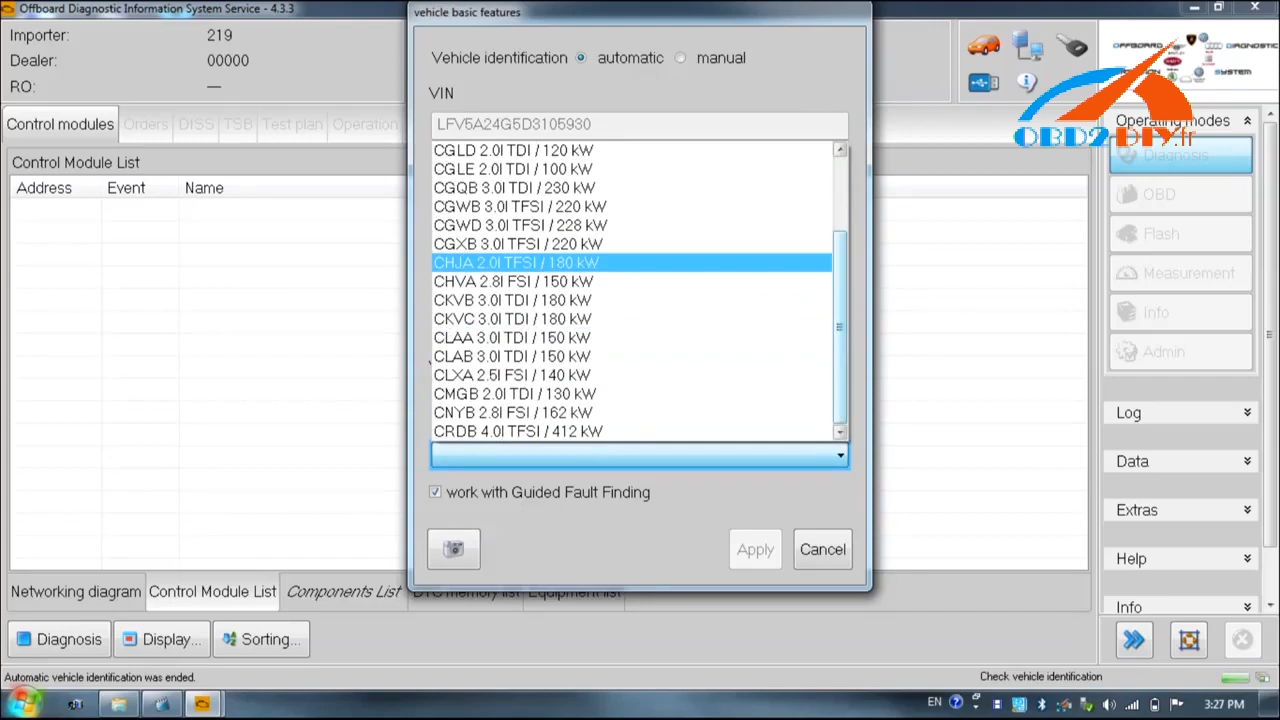 Offboard Diagnostic Information System Service - 4.3.3
Importer: 219
Dealer: 00000
RO: —
Control modules Orders DISS TSB Test plan Operation
Control Module List
Address Event Name
vehicle basic features
Vehicle identification automatic manual
VIN
LFV5A24G5D3105930
CGLD 2.0l TDI / 120 kW
CGLE 2.0l TDI / 100 kW
CGQB 3.0l TDI / 230 kW
CGWB 3.0l TFSI / 220 kW
CGWD 3.0l TFSI / 228 kW
CGXB 3.0l TFSI / 220 kW
CHJA 2.0l TFSI / 180 kW
CHVA 2.8l FSI / 150 kW
CKVB 3.0l TDI / 180 kW
CKVC 3.0l TDI / 180 kW
CLAA 3.0l TDI / 150 kW
CLAB 3.0l TDI / 150 kW
CLXA 2.5l FSI / 140 kW
CMGB 2.0l TDI / 130 kW
CNYB 2.8l FSI / 162 kW
CRDB 4.0l TFSI / 412 kW
work with Guided Fault Finding
Apply Cancel
OFFBOARD DIAGNOSTIC
SYSTEM
OBD2DIY.fr
Operating modes
Diagnosis
OBD
Flash
Measurement
Info
Admin
Log
Data
Extras
Help
Info
Networking diagram Control Module List Components List DTC memory list Equipment list
Diagnosis Display... Sorting...
Automatic vehicle identification was ended. Check vehicle identification
EN 3:27 PM